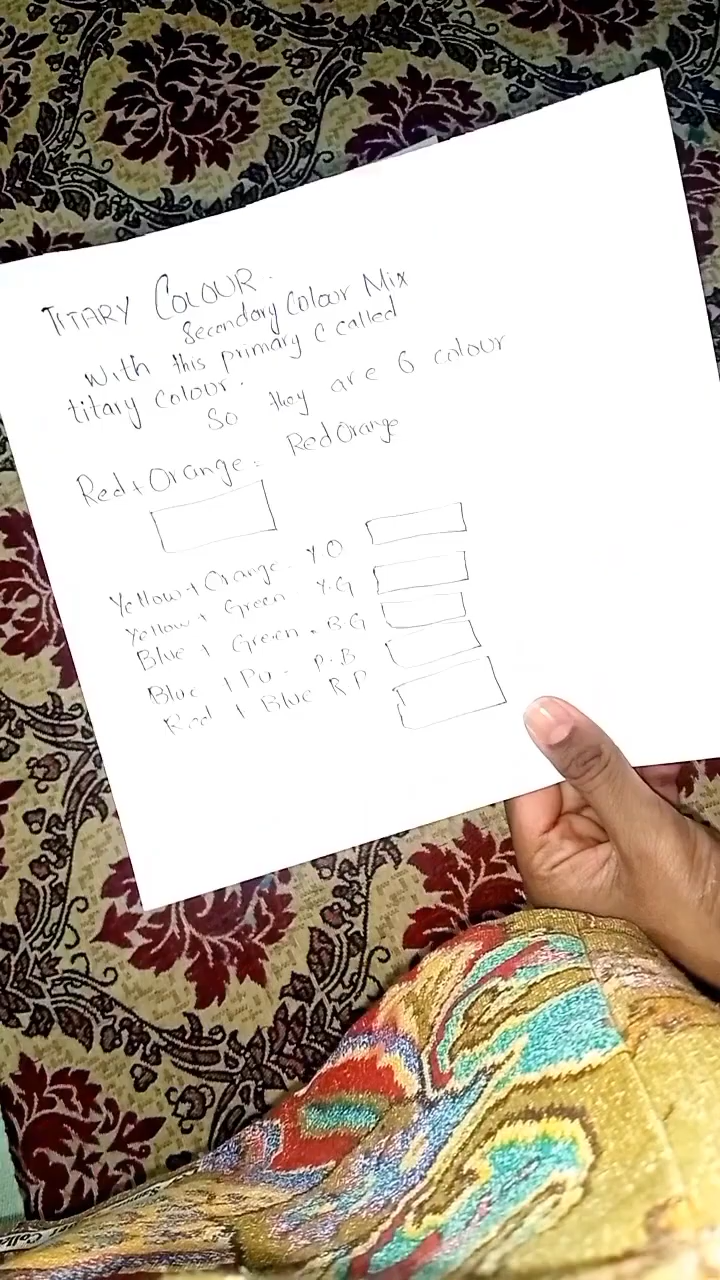 TITARY COLOUR.
Secondary Colour Mix
with this primary C called
titary colour.
So they are 6 colour
Red + Orange = Red Orange
Yellow + Orange - Y O
Yellow + Green - Y.G
Blue + Green = B G
Blue + Pu - P.B
Red + Blue R P